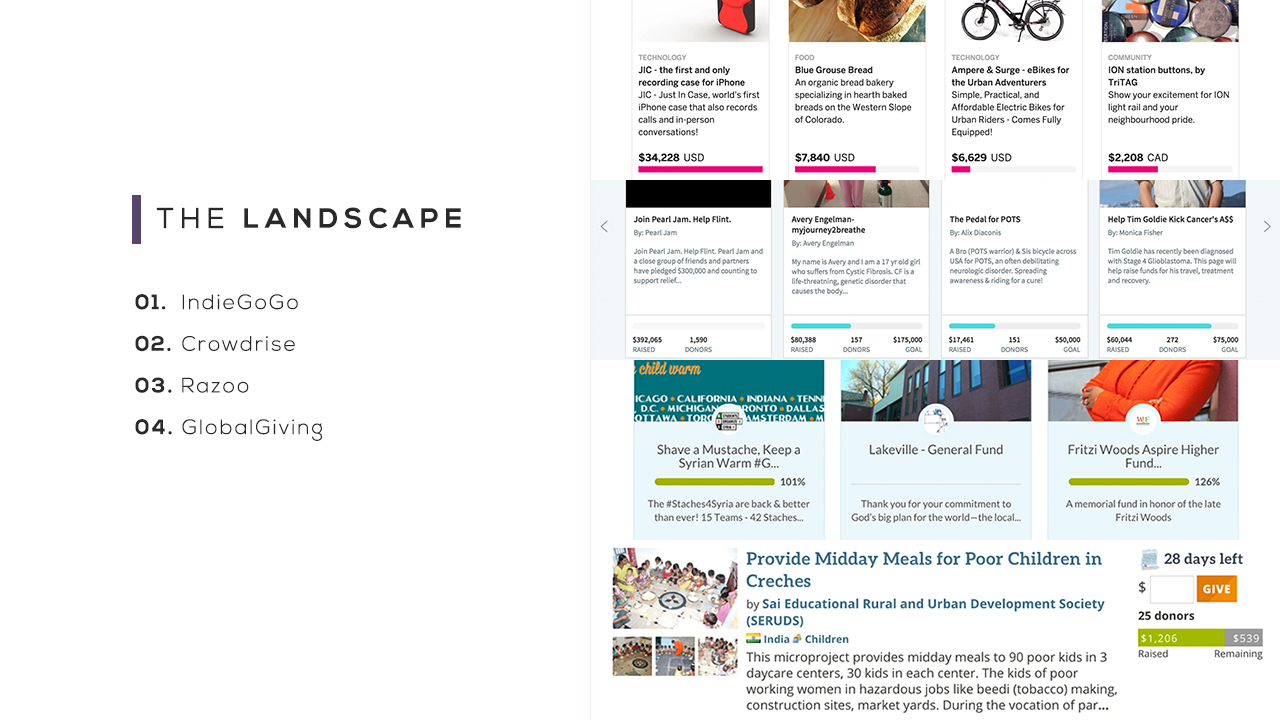 THE LANDSCAPE
01. IndieGoGo
02. Crowdrise
03. Razoo
04. GlobalGiving
TECHNOLOGY
JIC - the first and only
recording case for iPhone
JIC - Just In Case, world's first
iPhone case that also records
calls and in-person
conversations!
$34,228 USD
FOOD
Blue Grouse Bread
An organic bread bakery
specializing in hearth baked
breads on the Western Slope
of Colorado.
$7,840 USD
TECHNOLOGY
Ampere & Surge - eBikes for
the Urban Adventurers
Simple, Practical, and
Affordable Electric Bikes for
Urban Riders - Comes Fully
Equipped!
$6,629 USD
COMMUNITY
ION station buttons, by
TriTAG
Show your excitement for ION
light rail and your
neighbourhood pride.
$2,208 CAD
Join Pearl Jam. Help Flint.
By: Pearl Jam
Join Pearl Jam. Help Flint. Pearl Jam and
a close group of friends and partners
have pledged $300,000 and counting to
support relief...
$392,065 1,590
RAISED DONORS
Avery Engelman-
myjourney2breathe
By: Avery Engelman
My name is Avery and I am a 17 yr old girl
who suffers from Cystic Fibrosis. CF is a
life-threatning, genetic disorder that
causes the body...
$80,388 157 $175,000
RAISED DONORS GOAL
The Pedal for POTS
By: Alix Diaconis
A Bro (POTS warrior) & Sis bicycle across
USA for POTS, an often debilitating
neurologic disorder. Spreading
awareness & riding for a cure!
$17,461 151 $50,000
RAISED DONORS GOAL
Help Tim Goldie Kick Cancer's A$$
By: Monica Fisher
Tim Goldie has recently been diagnosed
with Stage 4 Glioblastoma. This page will
help raise funds for his travel, treatment
and recovery.
$60,044 272 $75,000
RAISED DONORS GOAL
child warm
ICAGO • CALIFORNIA • INDIANA • TENN
D.C. • MICHIGAN RONTO • DALLAS
OTTAWA • TOR AMSTERDAM • M
Shave a Mustache, Keep a
Syrian Warm #G...
101%
The #Staches4Syria are back & better
than ever! 15 Teams - 42 Staches...
Lakeville - General Fund
Thank you for your commitment to
God's big plan for the world—the local...
Fritzi Woods Aspire Higher
Fund...
126%
A memorial fund in honor of the late
Fritzi Woods
Provide Midday Meals for Poor Children in
Creches
by Sai Educational Rural and Urban Development Society
(SERUDS)
India Children
This microproject provides midday meals to 90 poor kids in 3
daycare centers, 30 kids in each center. The kids of poor
working women in hazardous jobs like beedi (tobacco) making,
construction sites, market yards. During the vocation of par...
28 days left
$ GIVE
25 donors
$1,206 $539
Raised Remaining